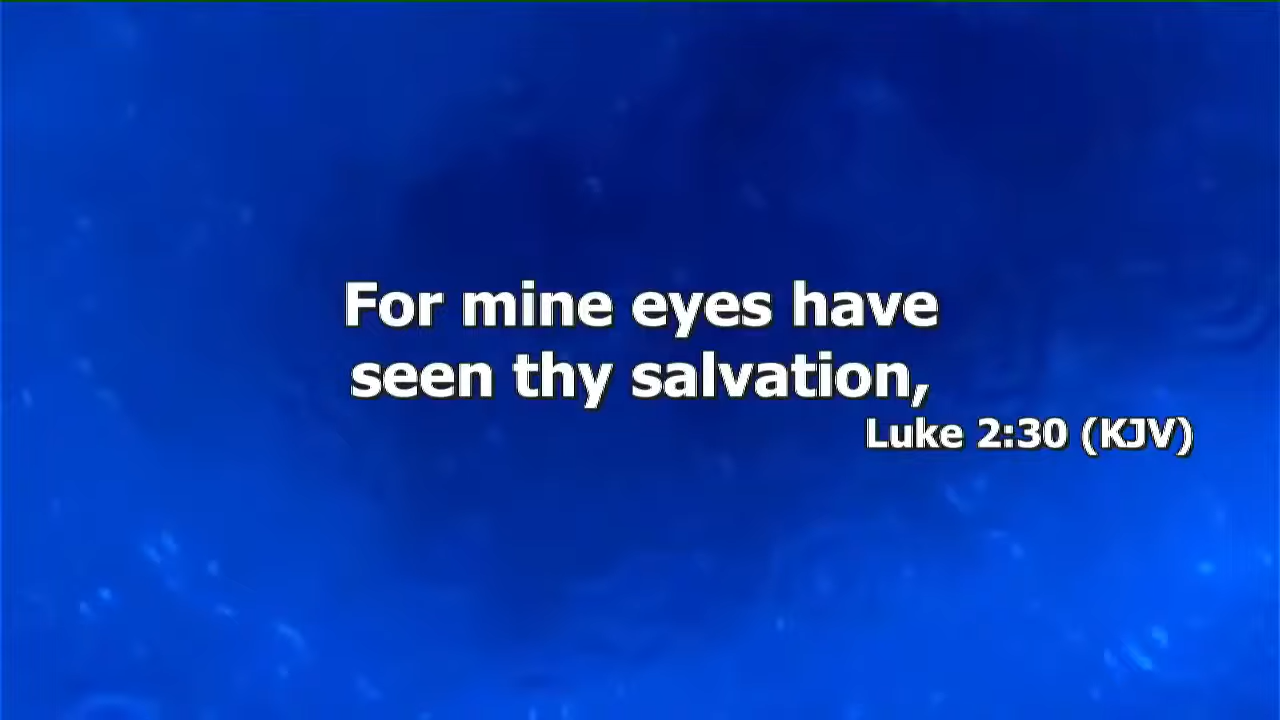 For mine eyes have
seen thy salvation,
Luke 2:30 (KJV)